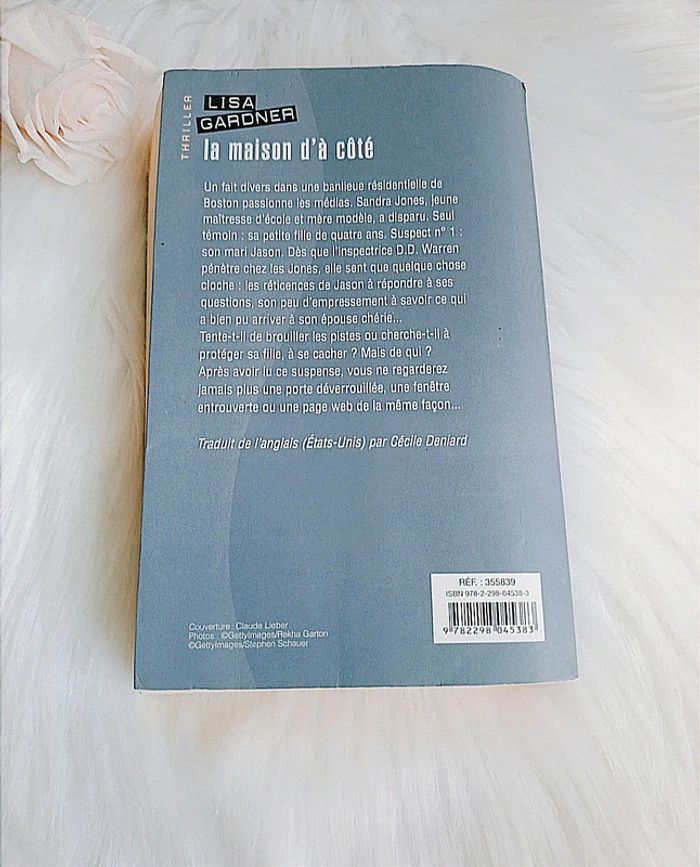 THRILLER
LISA
GARDNER
la maison d'à côté
Un fait divers dans une banlieue résidentielle de
Boston passionne les médias. Sandra Jones, jeune
maîtresse d'école et mère modèle, a disparu. Seul
témoin : sa petite fille de quatre ans. Suspect n° 1 :
son mari Jason. Dès que l'inspectrice D.D. Warren
pénètre chez les Jones, elle sent que quelque chose
cloche : les réticences de Jason à répondre à ses
questions, son peu d'empressement à savoir ce qui
a bien pu arriver à son épouse chérie...
Tente-t-il de brouiller les pistes ou cherche-t-il à
protéger sa fille, à se cacher ? Mais de qui ?
Après avoir lu ce suspense, vous ne regarderez
jamais plus une porte déverrouillée, une fenêtre
entrouverte ou une page web de la même façon...
Traduit de l'anglais (États-Unis) par Cécile Deniard
RÉF. : 355839
ISBN 978-2-298-04538-3
9 782298 045383
Couverture : Claude Lieber
Photos : ©GettyImages/Rekha Garton
©GettyImages/Stephen Schauer